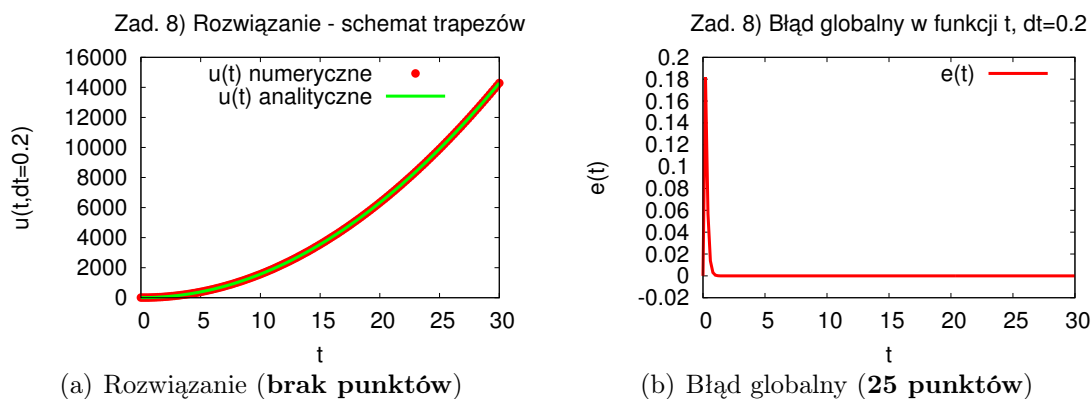 Zad. 8) Rozwiązanie - schemat trapezów
16000
14000
12000
10000
8000
6000
4000
2000
0
u(t,dt=0.2)
u(t) numeryczne
u(t) analityczne
0 5 10 15 20 25 30
t
(a) Rozwiązanie (brak punktów)
Zad. 8) Błąd globalny w funkcji t, dt=0.2
0.2
0.18
0.16
0.14
0.12
0.1
0.08
0.06
0.04
0.02
0
-0.02
e(t)
e(t)
0 5 10 15 20 25 30
t
(b) Błąd globalny (25 punktów)